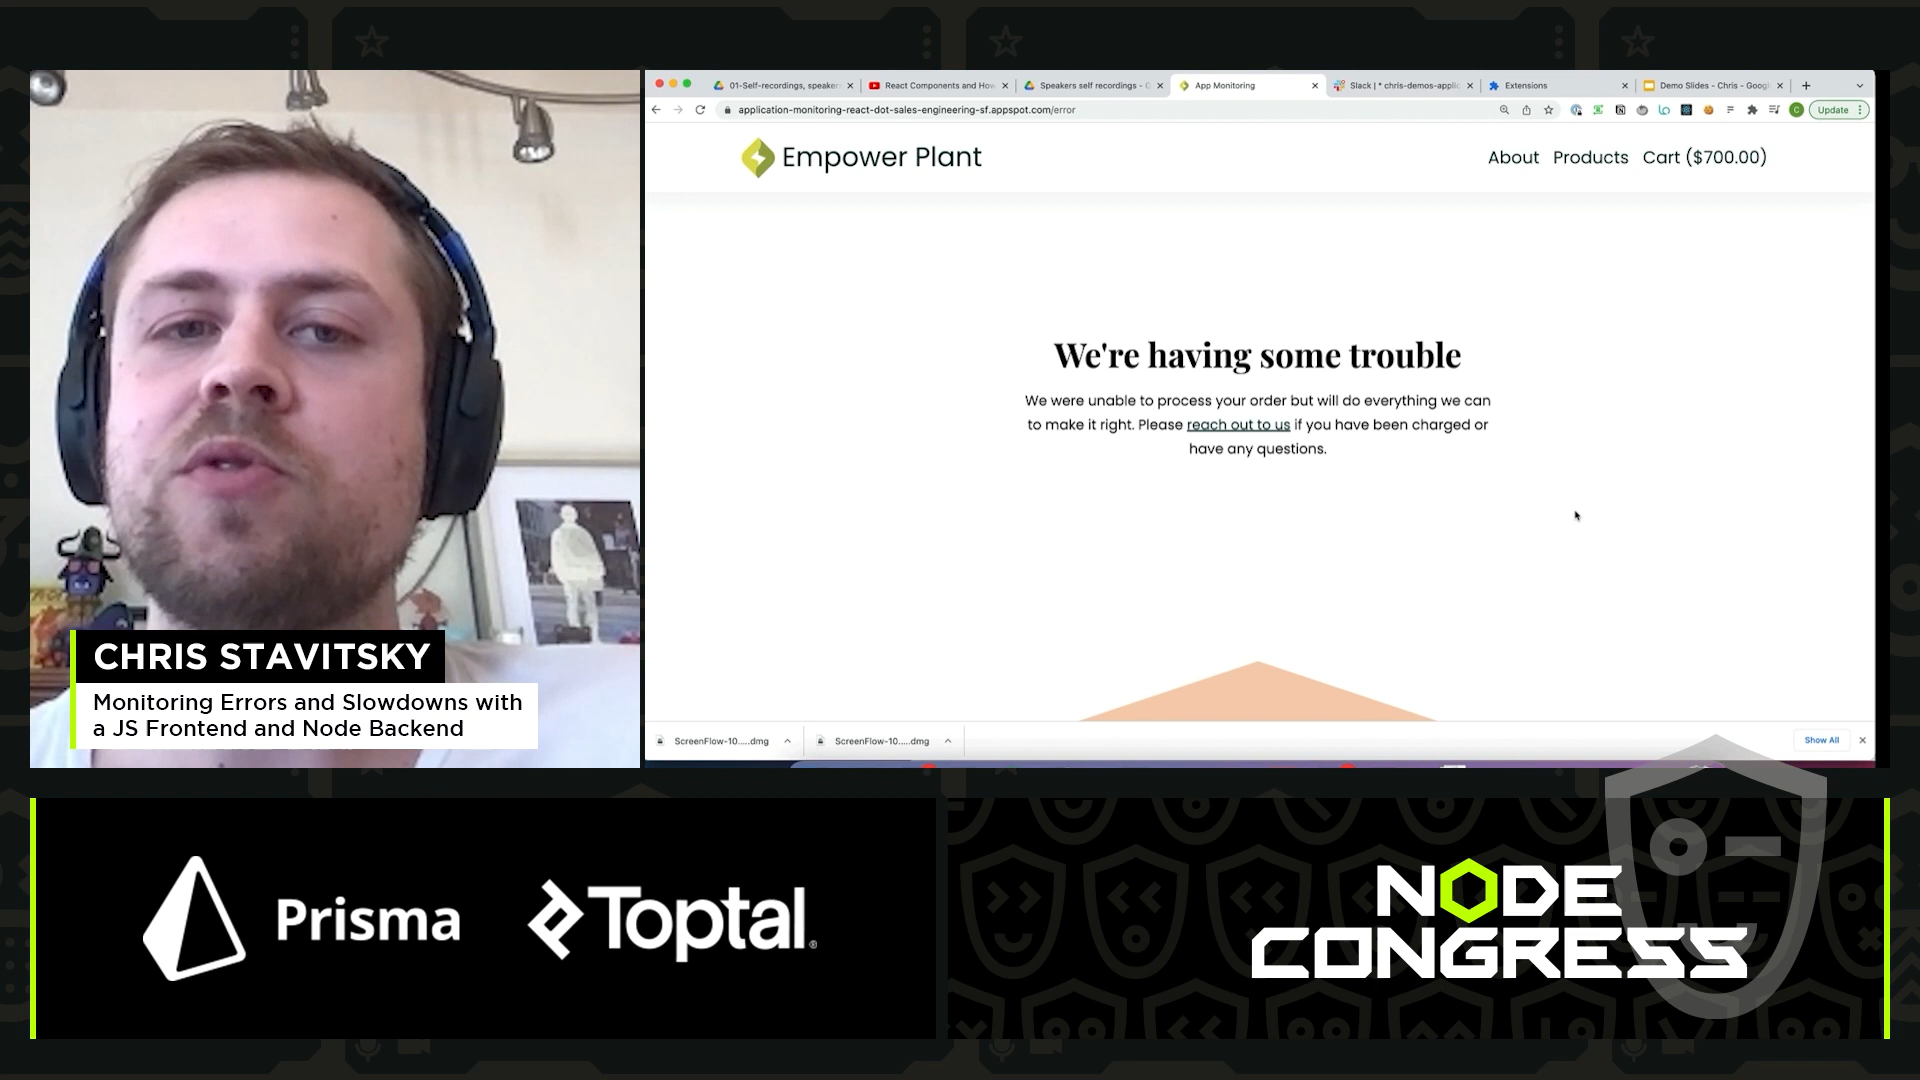 01-Self-recordings, speaker
React Components and How
Speakers self recordings -
App Monitoring
Slack | * chris-demos-applic
Extensions
Demo Slides - Chris - Goog
application-monitoring-react-dot-sales-engineering-sf.appspot.com/error
Update
Empower Plant
About Products Cart ($700.00)
We're having some trouble
We were unable to process your order but will do everything we can
to make it right. Please reach out to us if you have been charged or
have any questions.
ScreenFlow-10.....dmg
ScreenFlow-10.....dmg
Show All
CHRIS STAVITSKY
Monitoring Errors and Slowdowns with
a JS Frontend and Node Backend
Prisma
Toptal
NODE
CONGRESS